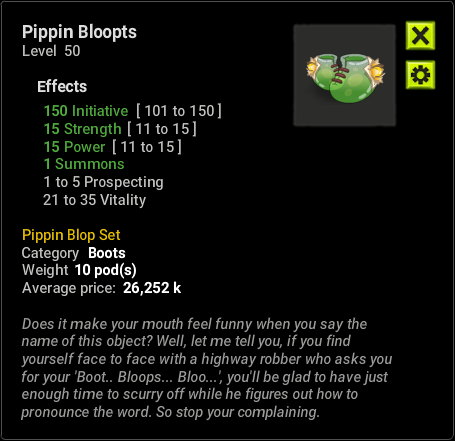 Pippin Bloopts
Level 50
Effects
150 Initiative [ 101 to 150 ]
15 Strength [ 11 to 15 ]
15 Power [ 11 to 15 ]
1 Summons
1 to 5 Prospecting
21 to 35 Vitality
Pippin Blop Set
Category Boots
Weight 10 pod(s)
Average price: 26,252 k
Does it make your mouth feel funny when you say the
name of this object? Well, let me tell you, if you find
yourself face to face with a highway robber who asks you
for your 'Boot.. Bloops... Bloo...', you'll be glad to have just
enough time to scurry off while he figures out how to
pronounce the word. So stop your complaining.